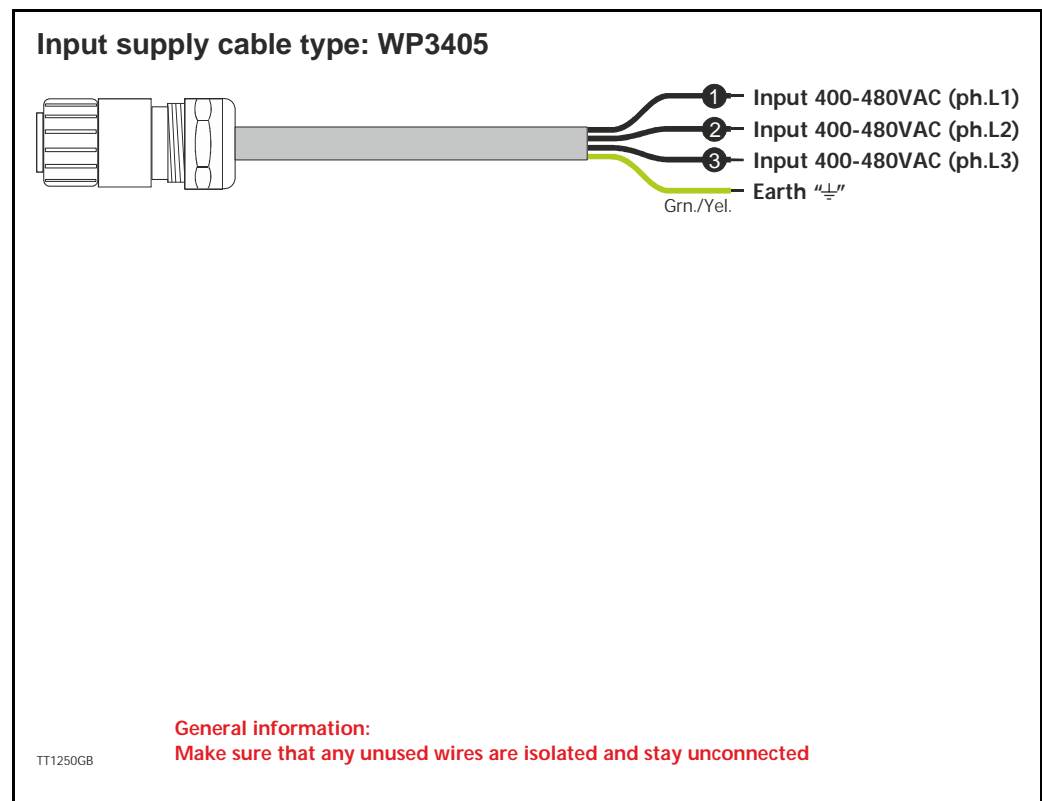 Input supply cable type: WP3405
1 Input 400-480VAC (ph.L1)
2 Input 400-480VAC (ph.L2)
3 Input 400-480VAC (ph.L3)
Earth “⏚”
Grn./Yel.
General information:
Make sure that any unused wires are isolated and stay unconnected
TT1250GB